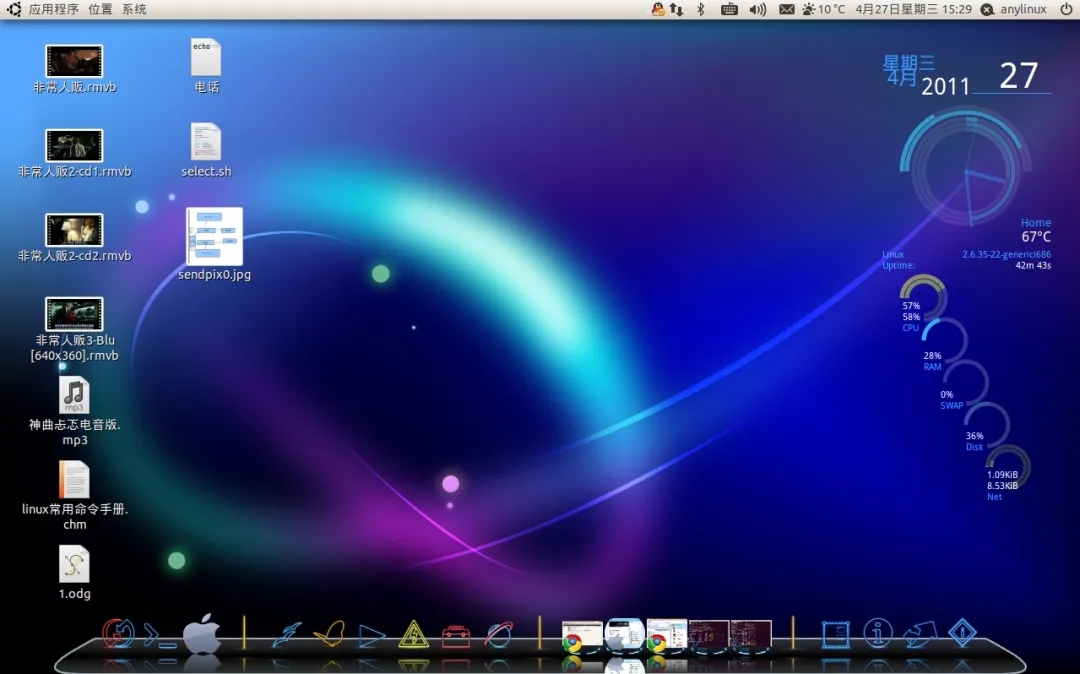 应用程序 位置 系统
10 °C 4月27日星期三 15:29 anylinux
非常人贩.rmvb
非常人贩2-cd1.rmvb
非常人贩2-cd2.rmvb
非常人贩3-Blu
[640x360].rmvb
mp3
神曲忐忑电音版.
mp3
linux常用命令手册.
chm
1.odg
echo
电话
select.sh
sendpix0.jpg
星期三
4月 2011 27
Home
67°C
Linux 2.6.35-22-generici686
Uptime: 42m 43s
57%
58%
CPU
28%
RAM
0%
SWAP
36%
Disk
1.09KiB
8.53KiB
Net